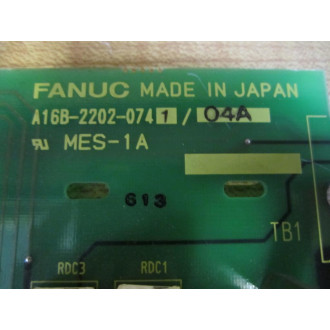 FANUC MADE IN JAPAN
A16B-2202-0741 / 04A
MES-1A
613
TB1
RDC3 RDC1